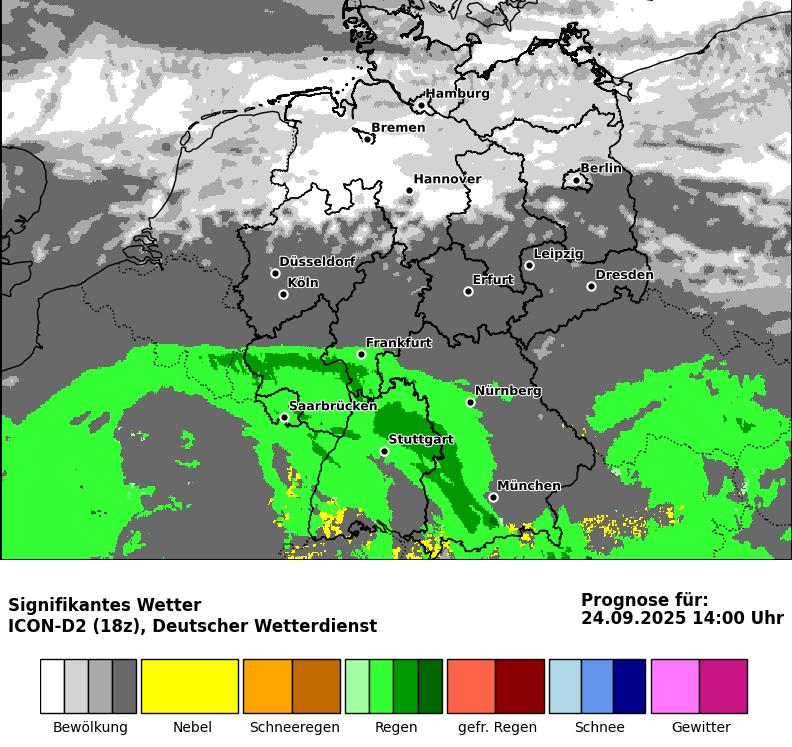 Hamburg
Bremen
Berlin
Hannover
Düsseldorf
Leipzig
Köln
Erfurt
Dresden
Frankfurt
Nürnberg
Saarbrücken
Stuttgart
München
Signifikantes Wetter
ICON-D2 (18z), Deutscher Wetterdienst
Prognose für:
24.09.2025 14:00 Uhr
Bewölkung Nebel Schneeregen Regen gefr. Regen Schnee Gewitter